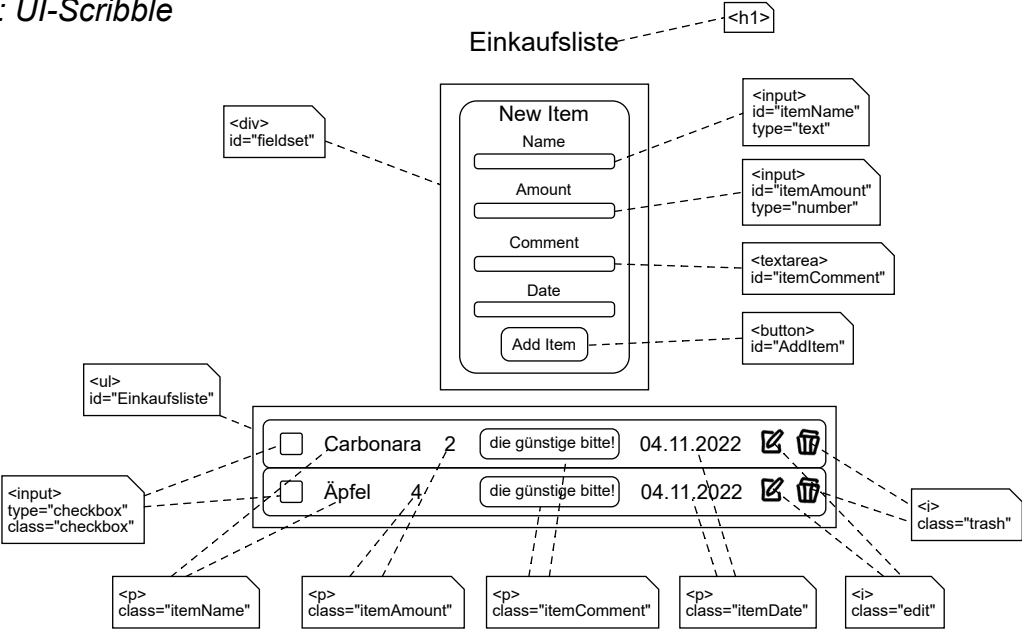 : UI-Scribble
<h1>
Einkaufsliste
<div>
id="fieldset"
New Item
Name
Amount
Comment
Date
Add Item
<input>
id="itemName"
type="text"
<input>
id="itemAmount"
type="number"
<textarea>
id="itemComment"
<button>
id="AddItem"
<ul>
id="Einkaufsliste"
Carbonara 2 die günstige bitte! 04.11.2022
Äpfel 4 die günstige bitte! 04.11.2022
<input>
type="checkbox"
class="checkbox"
<i>
class="trash"
<p>
class="itemName"
<p>
class="itemAmount"
<p>
class="itemComment"
<p>
class="itemDate"
<i>
class="edit"